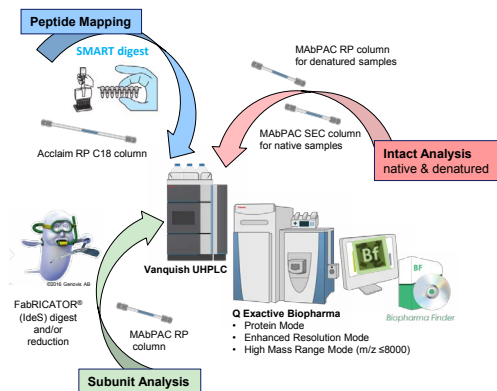 Peptide Mapping
SMART digest
Acclaim RP C18 column
MAbPAC RP column
for denatured samples
MAbPAC SEC column
for native samples
Intact Analysis
native & denatured
Vanquish UHPLC
©2016 Genovis AB
FabRICATOR®
(IdeS) digest
and/or
reduction
MAbPAC RP
column
Subunit Analysis
Q Exactive Biopharma
• Protein Mode
• Enhanced Resolution Mode
• High Mass Range Mode (m/z ≤8000)
Bf
BF
Biopharma Finder